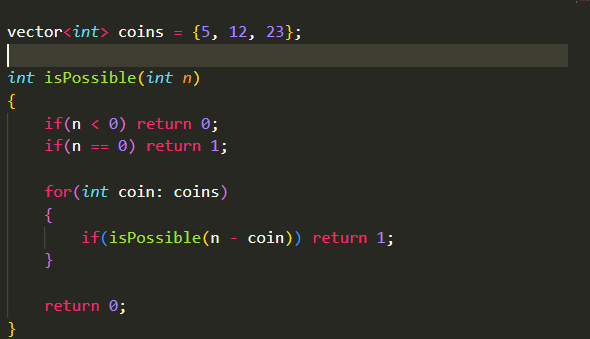 vector<int> coins = {5, 12, 23};
int isPossible(int n)
{
if(n < 0) return 0;
if(n == 0) return 1;
for(int coin: coins)
{
if(isPossible(n - coin)) return 1;
}
return 0;
}